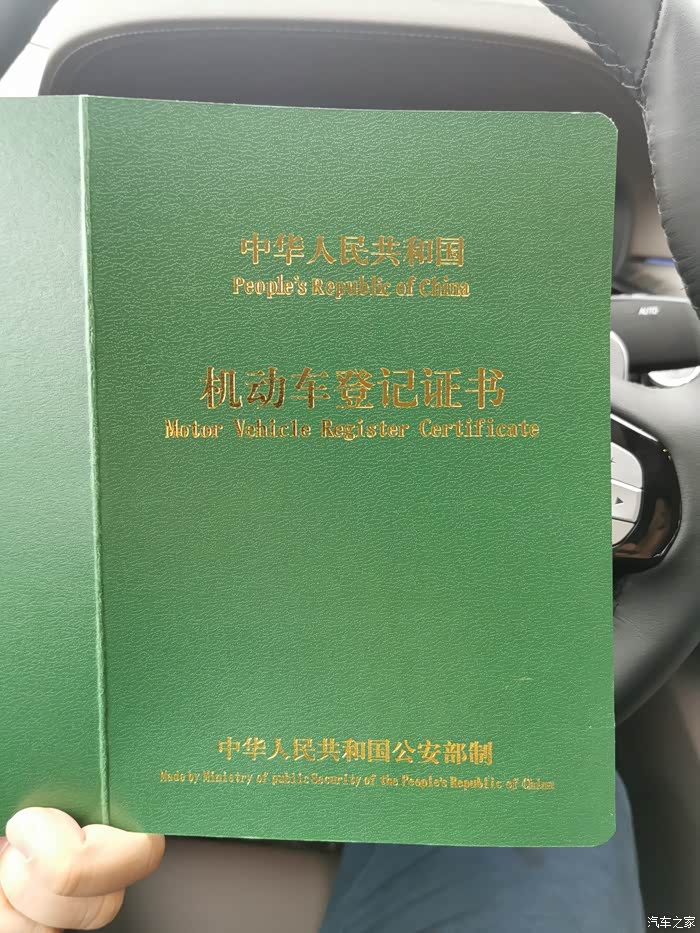 中华人民共和国
People's Republic of China
机动车登记证书
Motor Vehicle Register Certificate
中华人民共和国公安部制
Made by Ministry of public Security of the People's Republic of China
AUTO
汽车之家